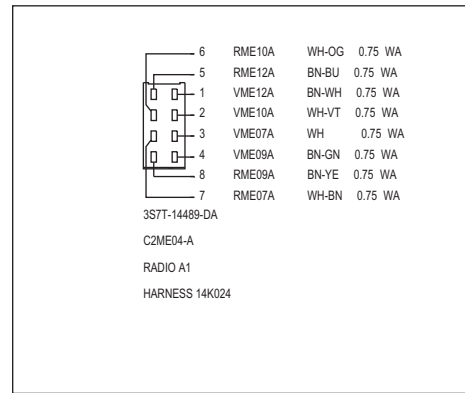 6 RME10A WH-OG 0.75 WA
5 RME12A BN-BU 0.75 WA
1 VME12A BN-WH 0.75 WA
2 VME10A WH-VT 0.75 WA
3 VME07A WH 0.75 WA
4 VME09A BN-GN 0.75 WA
8 RME09A BN-YE 0.75 WA
7 RME07A WH-BN 0.75 WA
3S7T-14489-DA
C2ME04-A
RADIO A1
HARNESS 14K024